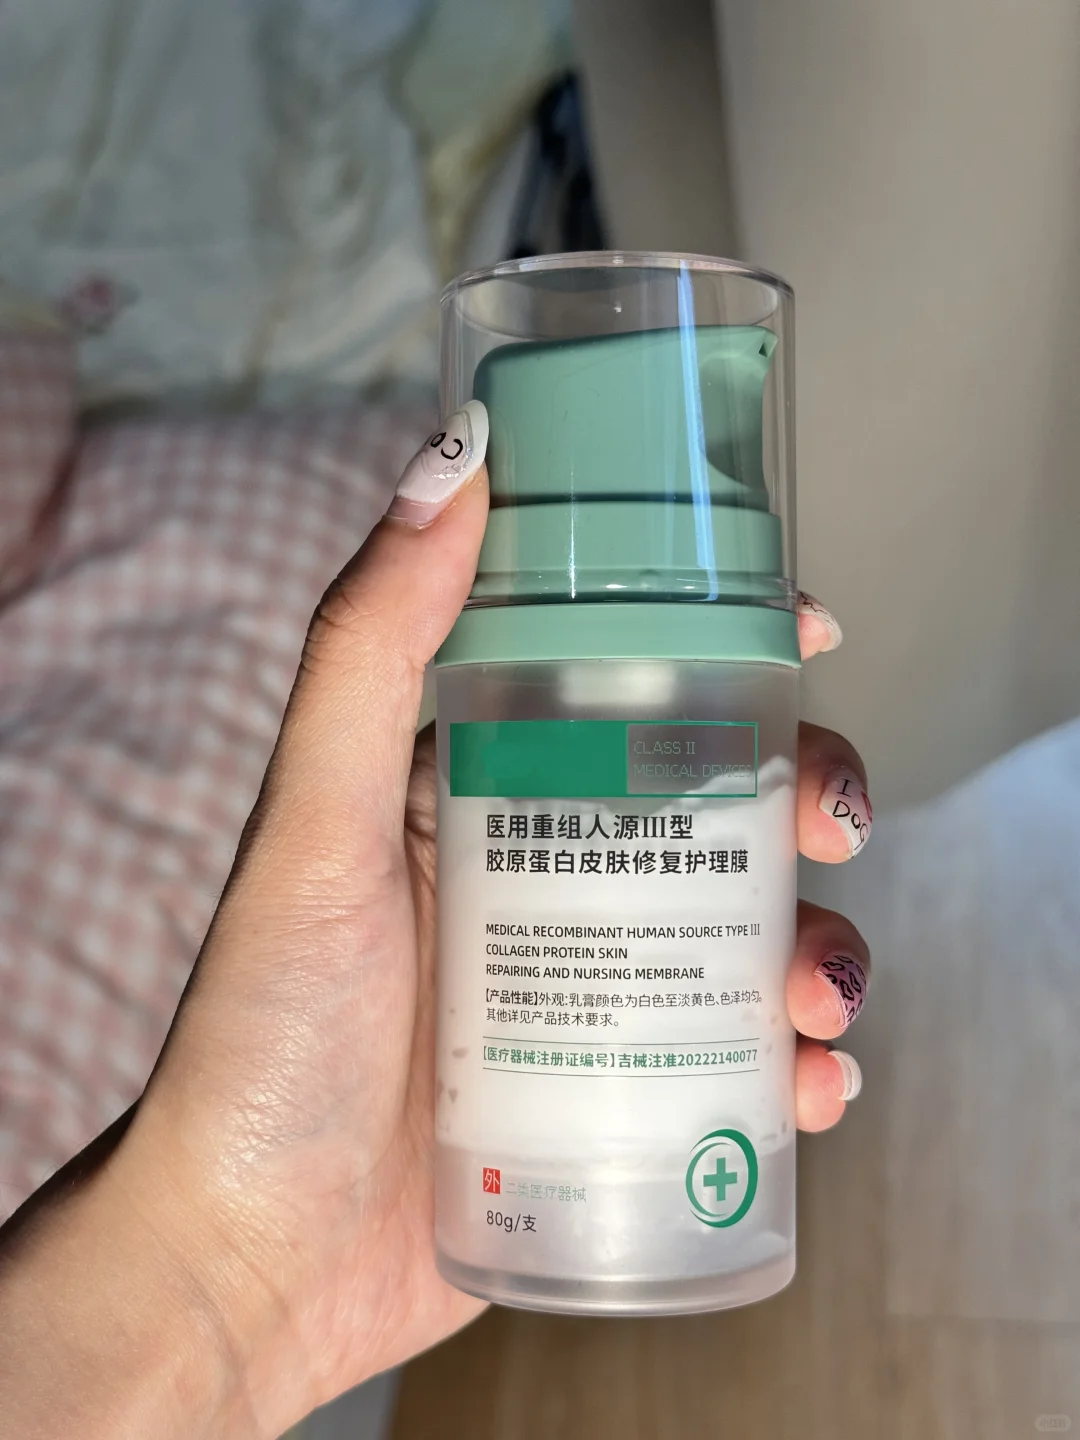 CLASS II
MEDICAL DEVICES
医用重组人源III型
胶原蛋白皮肤修复护理膜
MEDICAL RECOMBINANT HUMAN SOURCE TYPE III
COLLAGEN PROTEIN SKIN
REPAIRING AND NURSING MEMBRANE
【产品性能】外观:乳膏颜色为白色至淡黄色、色泽均匀。
其他详见产品技术要求。
【医疗器械注册证编号】吉械注准20222140077
外 二类医疗器械
80g/支
I
DOG